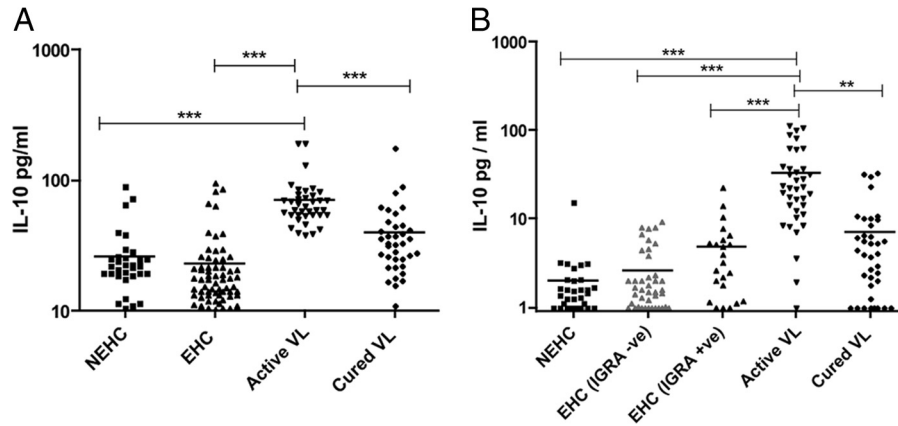 A
IL-10 pg/ml
1000
100
10
***
***
***
NEHC
EHC
Active VL
Cured VL
B
IL-10 pg / ml
1000
100
10
1
***
***
**
***
NEHC
EHC (IGRA -ve)
EHC (IGRA +ve)
Active VL
Cured VL